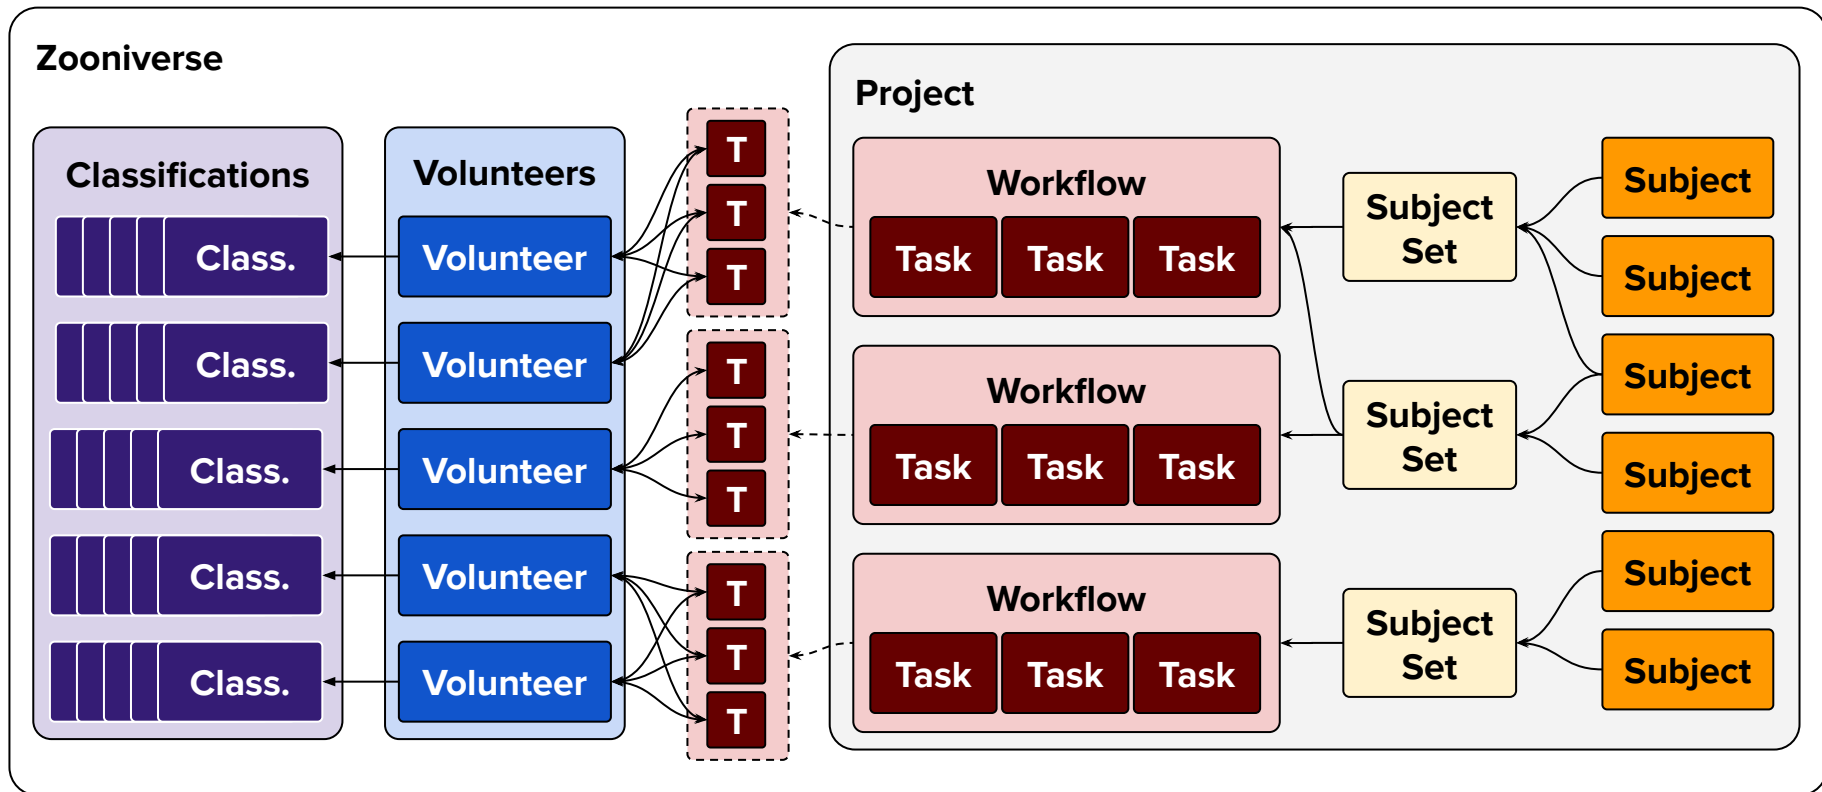 Zooniverse
Classifications
Class.
Class.
Class.
Class.
Class.
Volunteers
Volunteer
Volunteer
Volunteer
Volunteer
Volunteer
T
T
T
T
T
T
T
T
T
Project
Workflow
Task Task Task
Workflow
Task Task Task
Workflow
Task Task Task
Subject
Set
Subject
Set
Subject
Set
Subject
Subject
Subject
Subject
Subject
Subject